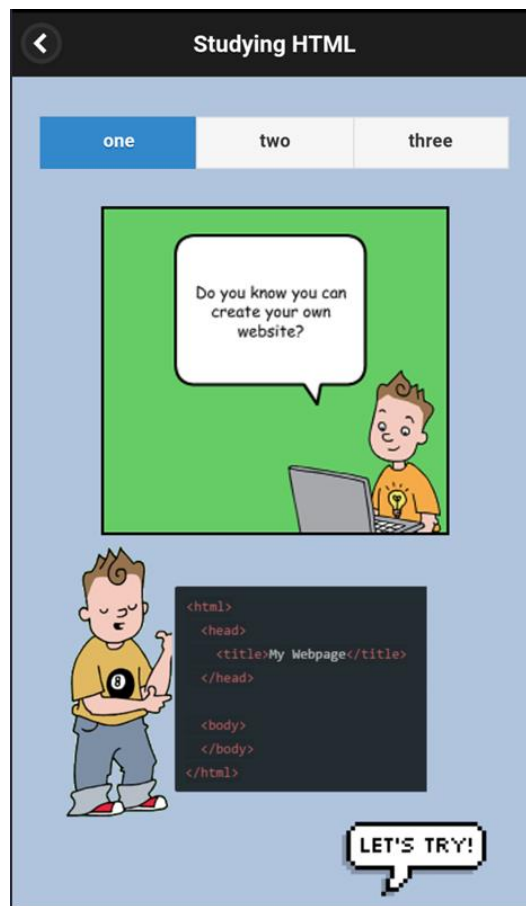 Studying HTML
one two three
Do you know you can
create your own
website?
<html>
<head>
<title>My Webpage</title>
</head>
<body>
</body>
</html>
8
LET'S TRY!